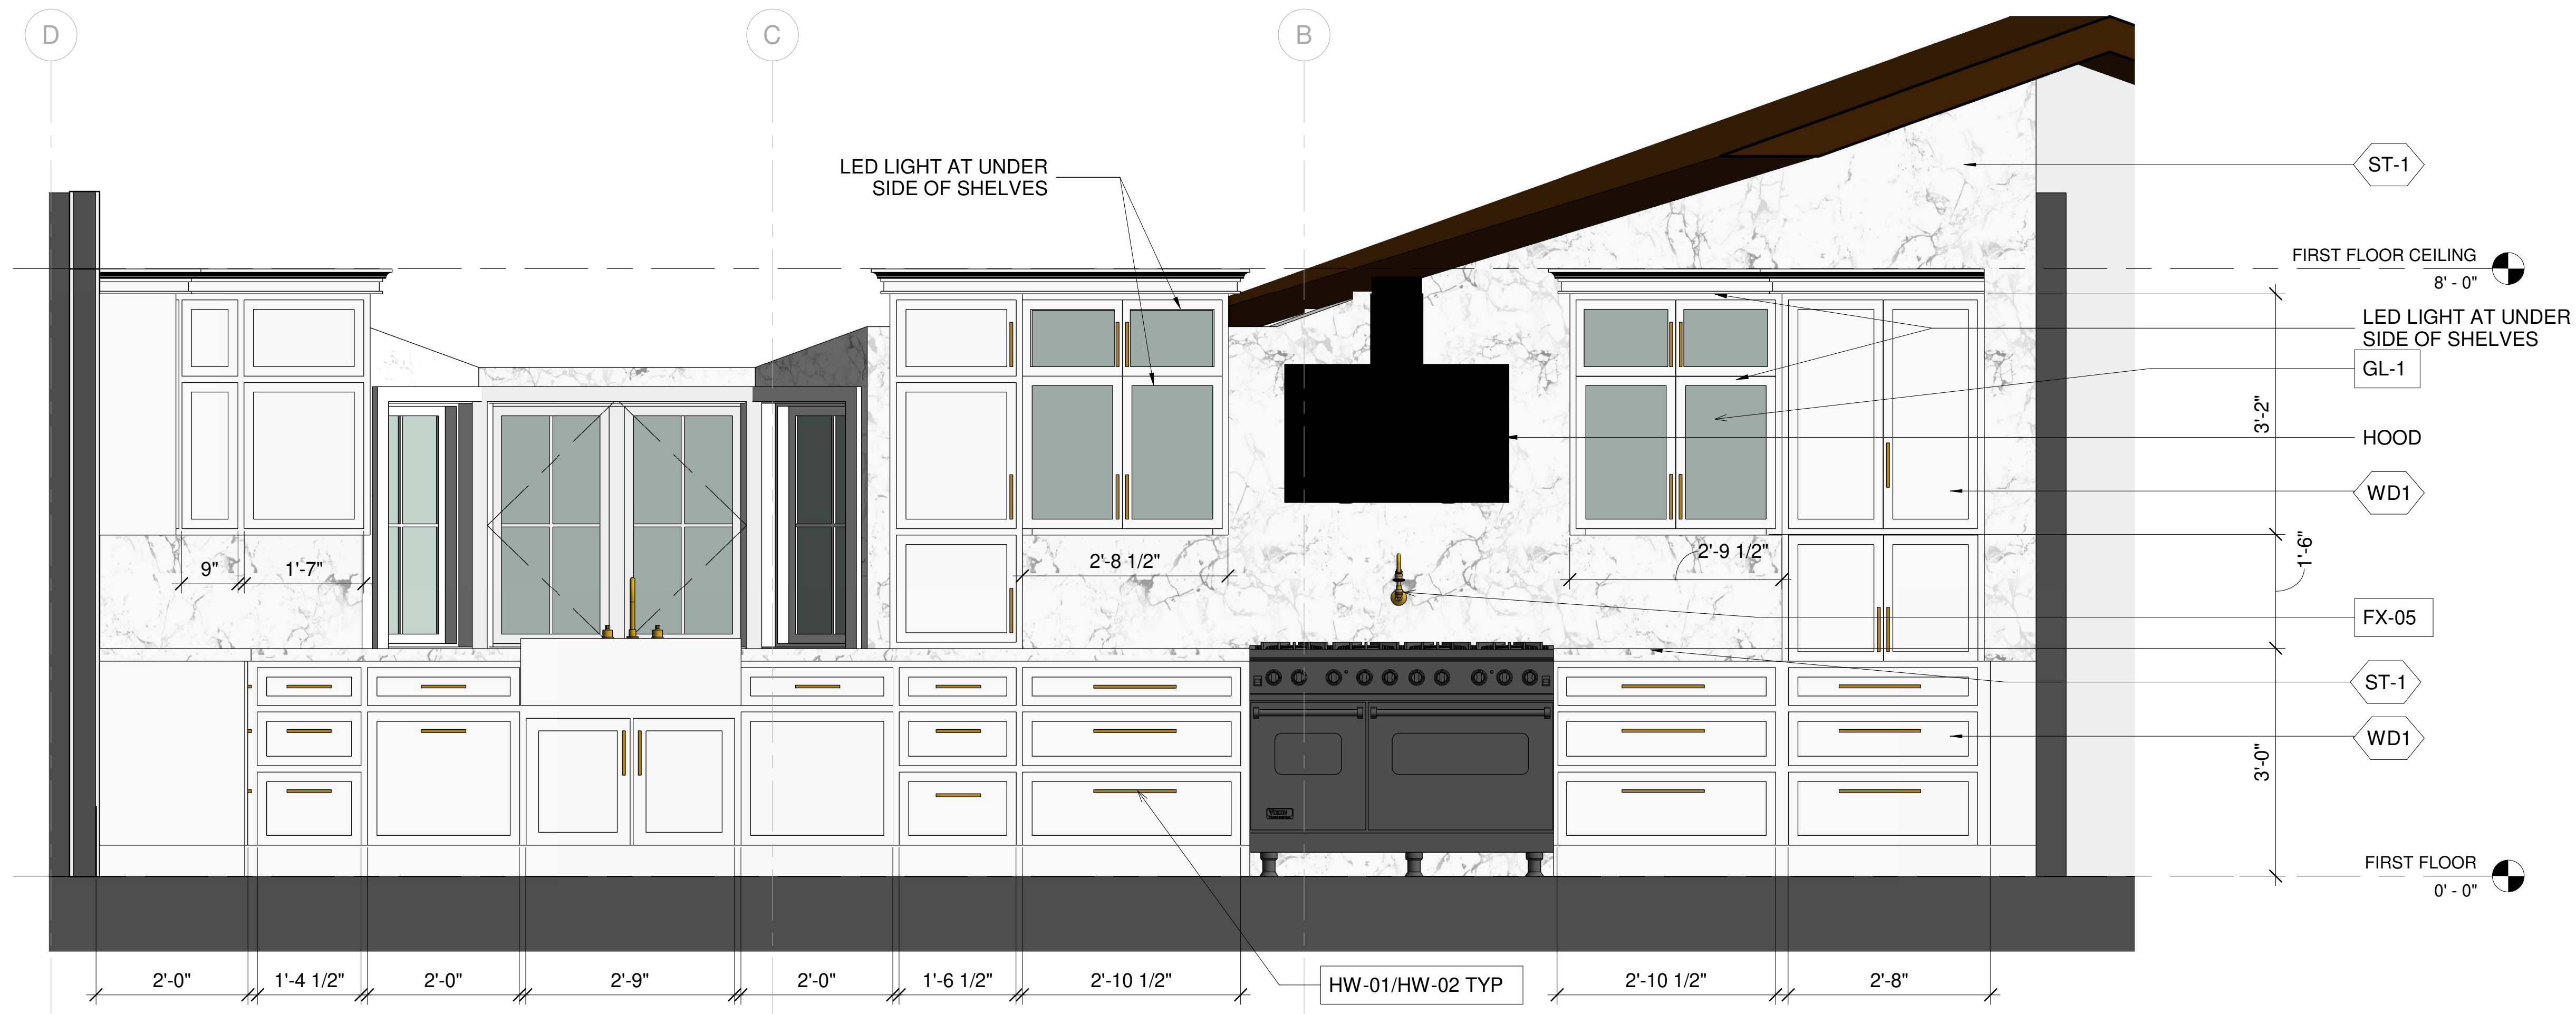 D
C
B
LED LIGHT AT UNDER
SIDE OF SHELVES
ST-1
FIRST FLOOR CEILING
8' - 0"
LED LIGHT AT UNDER
SIDE OF SHELVES
GL-1
3'-2"
HOOD
WD1
9"
1'-7"
2'-8 1/2"
2'-9 1/2"
1'-6"
FX-05
ST-1
WD1
3'-0"
VIKING
FIRST FLOOR
0' - 0"
2'-0"
1'-4 1/2"
2'-0"
2'-9"
2'-0"
1'-6 1/2"
2'-10 1/2"
HW-01/HW-02 TYP
2'-10 1/2"
2'-8"